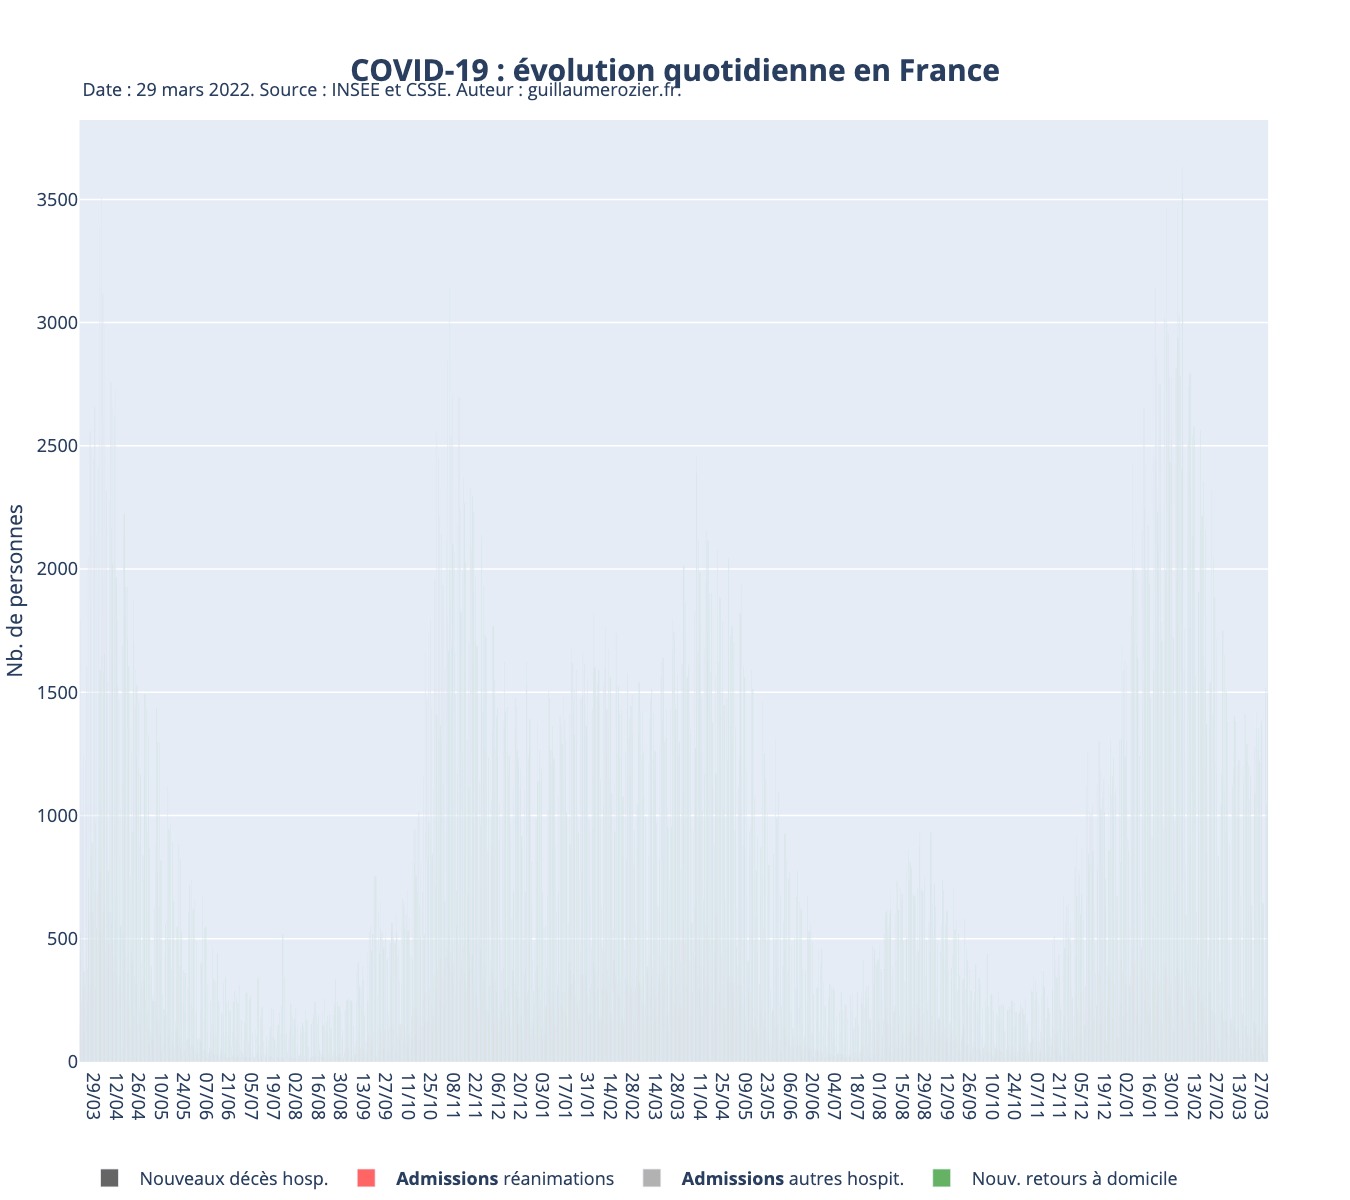 COVID-19 : évolution quotidienne en France
Date : 29 mars 2022. Source : INSEE et CSSE. Auteur : guillaumerozier.fr.
Nb. de personnes
3500
3000
2500
2000
1500
1000
500
0
29/03 12/04 26/04 10/05 24/05 07/06 21/06 05/07 19/07 02/08 16/08 30/08 13/09 27/09 11/10 25/10 08/11 22/11 06/12 20/12 03/01 17/01 31/01 14/02 28/02 14/03 28/03 11/04 25/04 09/05 23/05 06/06 20/06 04/07 18/07 01/08 15/08 29/08 12/09 26/09 10/10 24/10 07/11 21/11 05/12 19/12 02/01 16/01 30/01 13/02 27/02 13/03 27/03
Nouveaux décès hosp. Admissions réanimations Admissions autres hospit. Nouv. retours à domicile